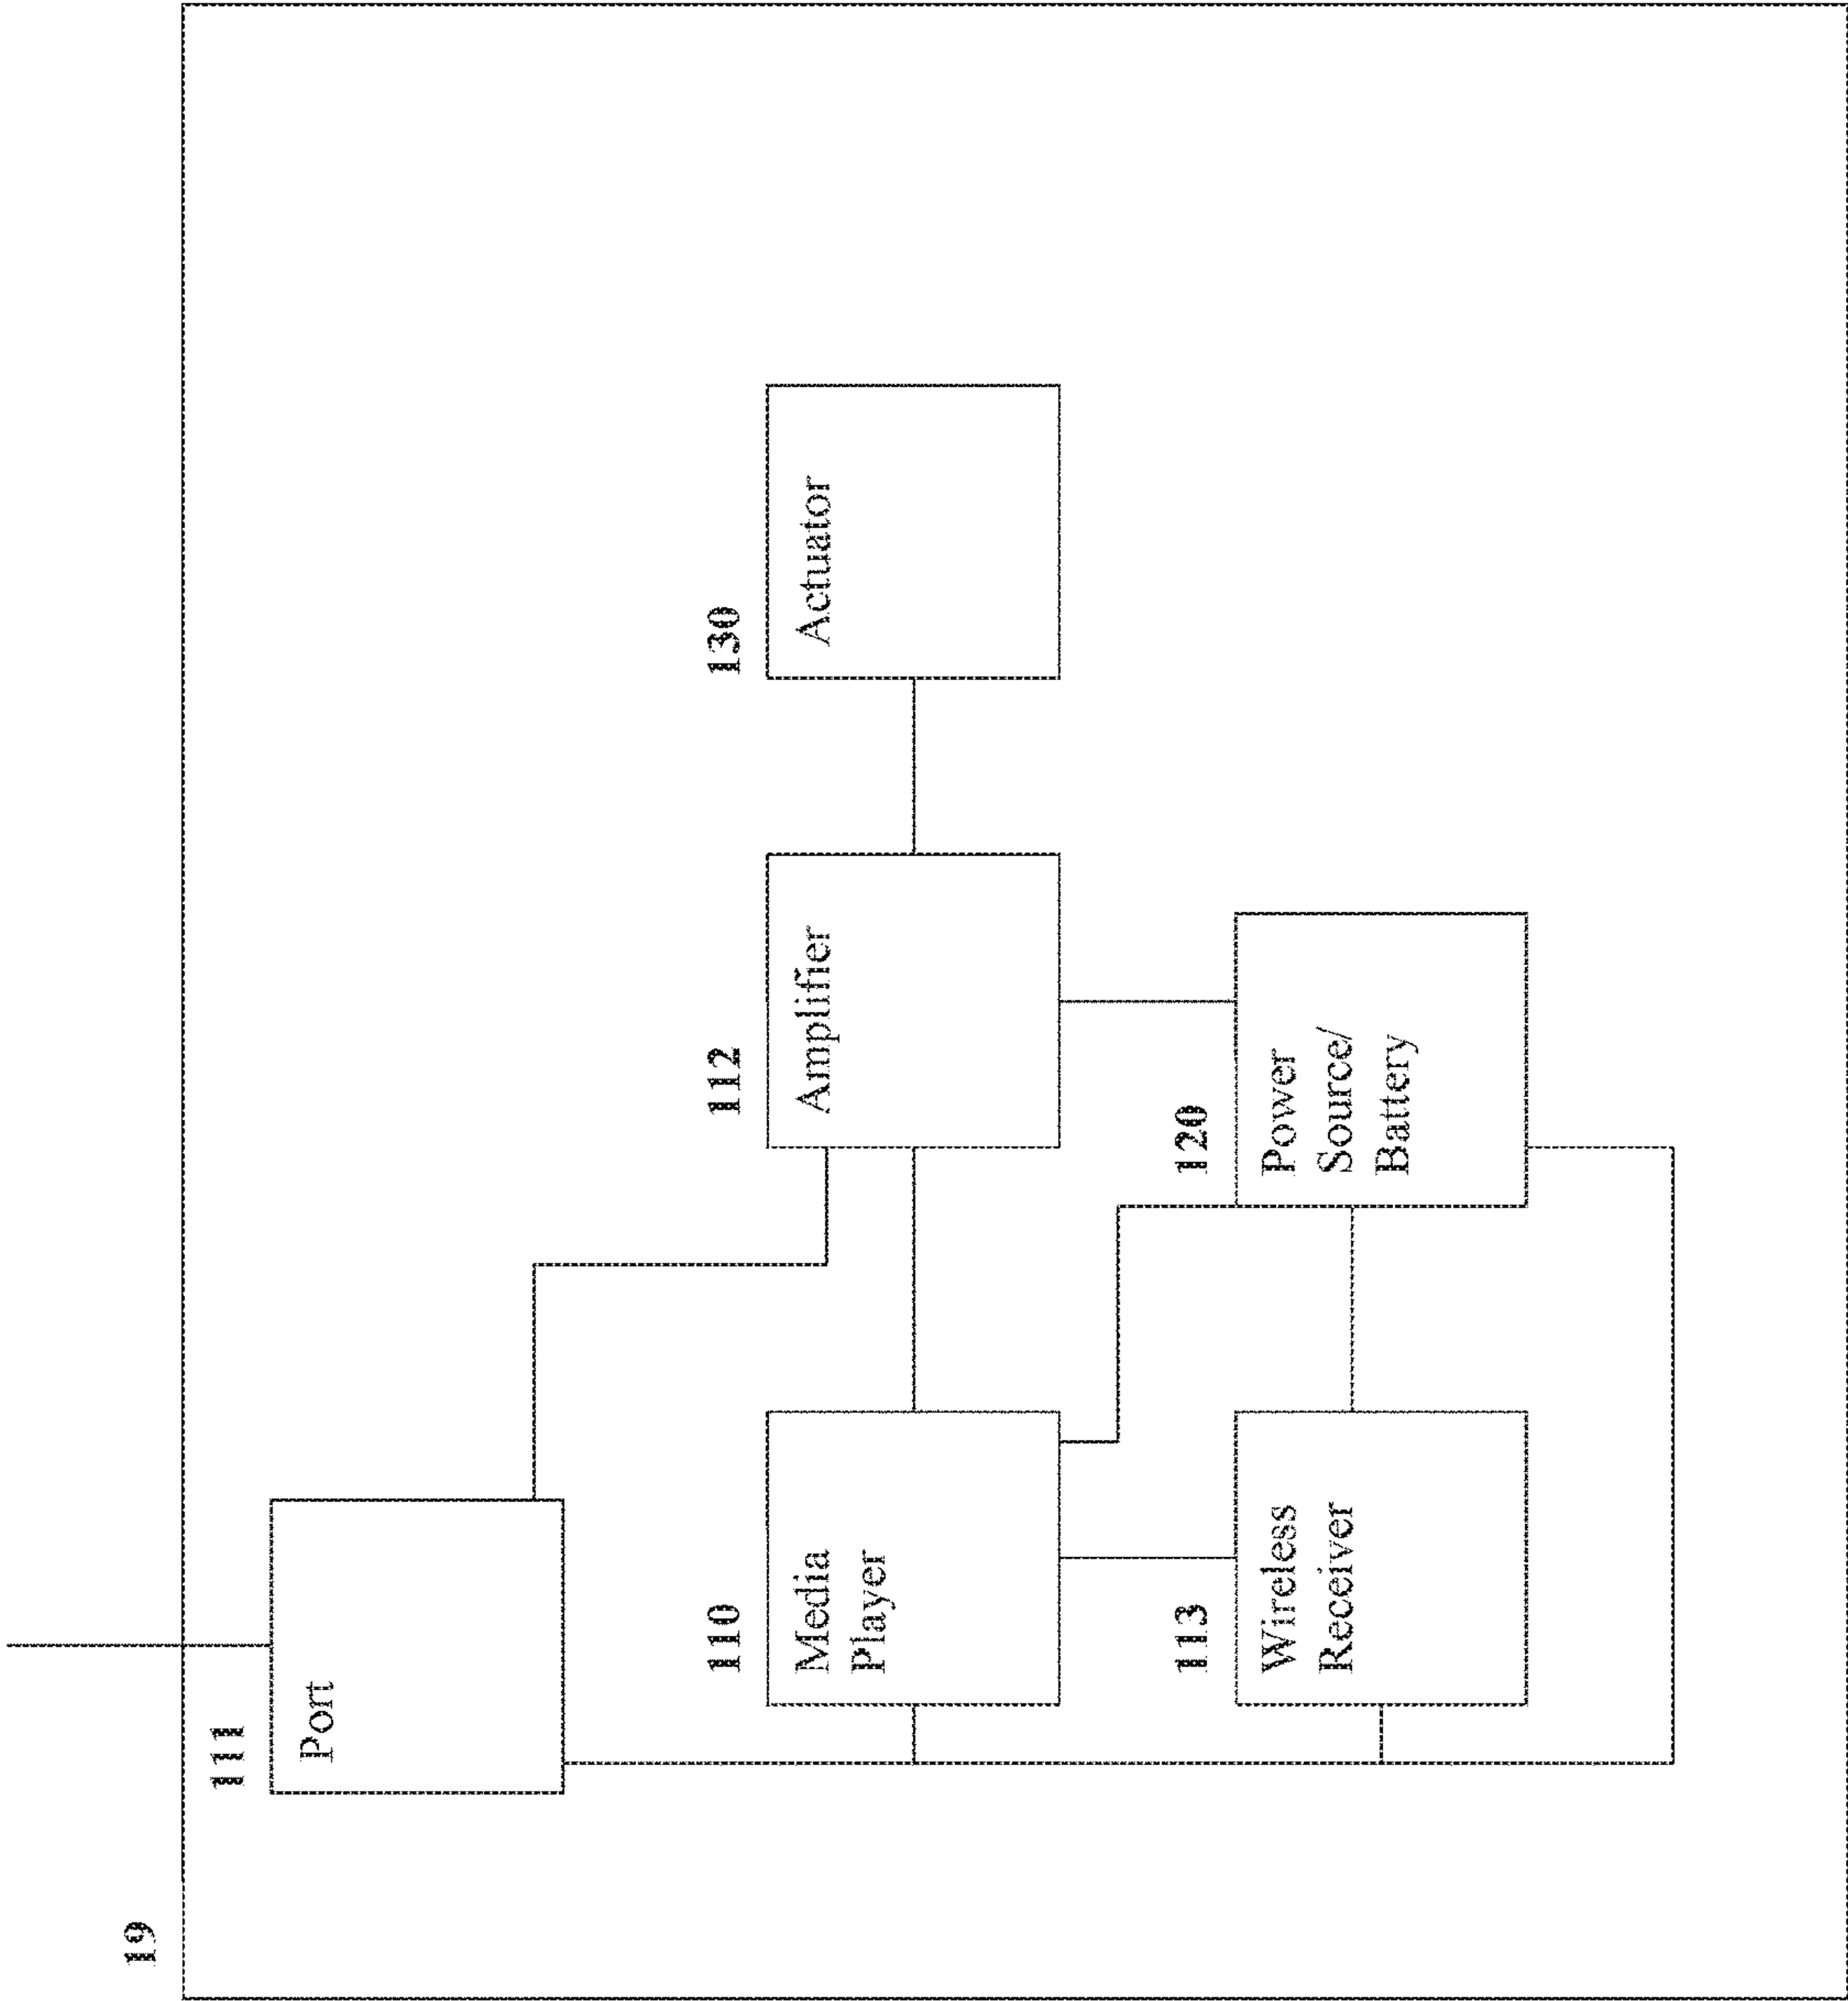 19
111
Port
110
Media
Player
112
Amplifier
130
Actuator
113
Wireless
Receiver
120
Power
Source/
Battery